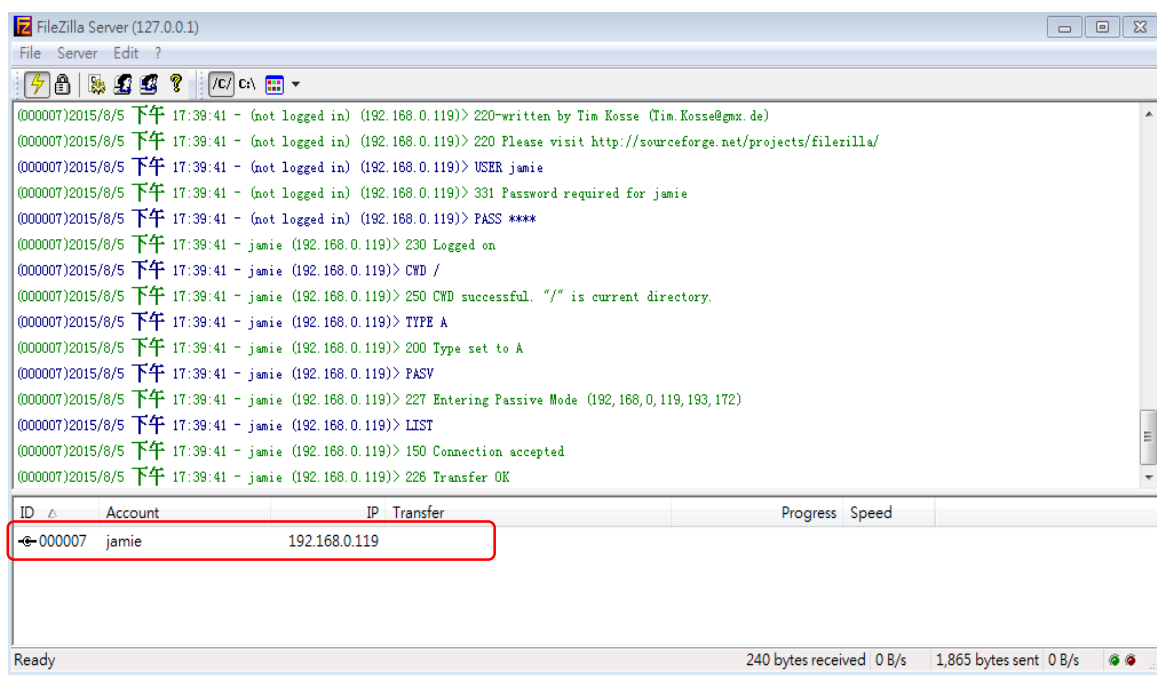 FileZilla Server (127.0.0.1)
File Server Edit ?
/C/ C:\
(000007)2015/8/5 下午 17:39:41 - (not logged in) (192.168.0.119)> 220-written by Tim Kosse (Tim.Kosse@gmx.de)
(000007)2015/8/5 下午 17:39:41 - (not logged in) (192.168.0.119)> 220 Please visit http://sourceforge.net/projects/filezilla/
(000007)2015/8/5 下午 17:39:41 - (not logged in) (192.168.0.119)> USER jamie
(000007)2015/8/5 下午 17:39:41 - (not logged in) (192.168.0.119)> 331 Password required for jamie
(000007)2015/8/5 下午 17:39:41 - (not logged in) (192.168.0.119)> PASS ****
(000007)2015/8/5 下午 17:39:41 - jamie (192.168.0.119)> 230 Logged on
(000007)2015/8/5 下午 17:39:41 - jamie (192.168.0.119)> CWD /
(000007)2015/8/5 下午 17:39:41 - jamie (192.168.0.119)> 250 CWD successful. "/" is current directory.
(000007)2015/8/5 下午 17:39:41 - jamie (192.168.0.119)> TYPE A
(000007)2015/8/5 下午 17:39:41 - jamie (192.168.0.119)> 200 Type set to A
(000007)2015/8/5 下午 17:39:41 - jamie (192.168.0.119)> PASV
(000007)2015/8/5 下午 17:39:41 - jamie (192.168.0.119)> 227 Entering Passive Mode (192,168,0,119,193,172)
(000007)2015/8/5 下午 17:39:41 - jamie (192.168.0.119)> LIST
(000007)2015/8/5 下午 17:39:41 - jamie (192.168.0.119)> 150 Connection accepted
(000007)2015/8/5 下午 17:39:41 - jamie (192.168.0.119)> 226 Transfer OK
ID Account IP Transfer Progress Speed
000007 jamie 192.168.0.119
Ready 240 bytes received 0 B/s 1,865 bytes sent 0 B/s